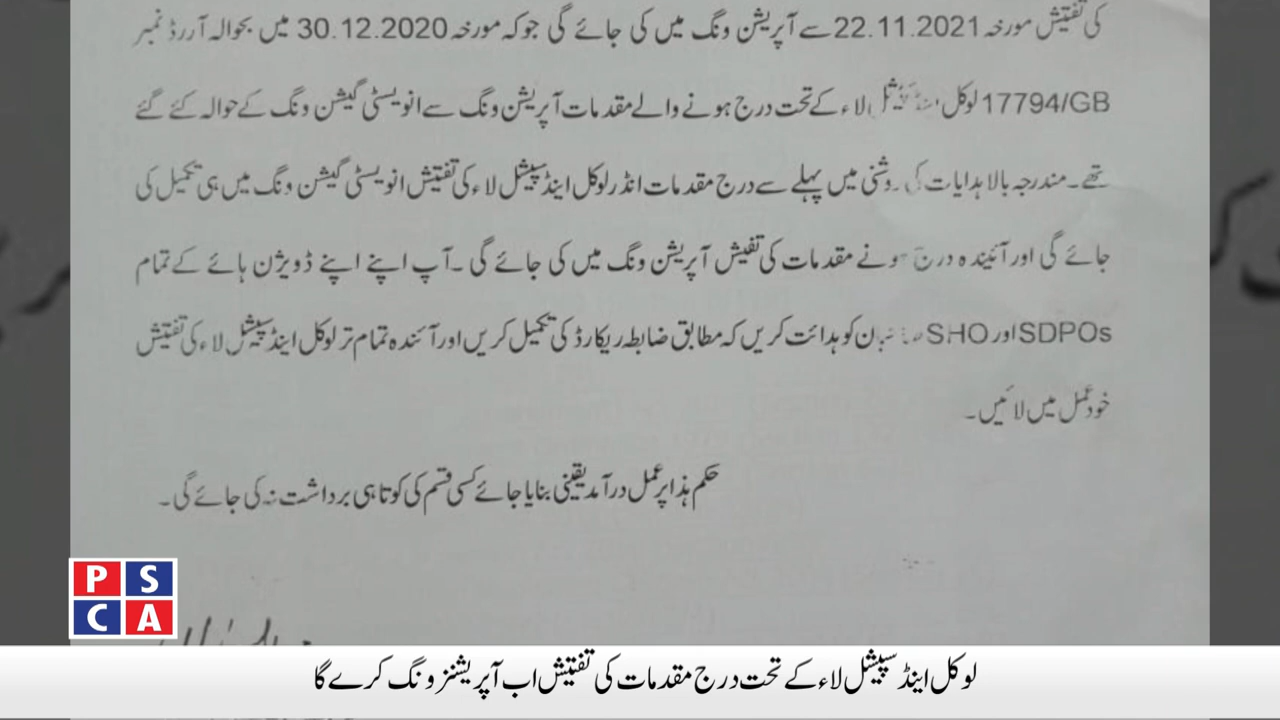 کی تفتیش مورخہ 22.11.2021 سے آپریشن ونگ میں کی جائے گی جو کہ مورخہ 30.12.2020 میں بحوالہ آررڈ نمبر
17794/GB لوکل لاء کے تحت درج ہونے والے مقدمات آپریشن ونگ سے انویسٹی گیشن ونگ کے حوالہ کئے گئے
تھے۔ مندرجہ بالا ہدایات کی روشنی میں پہلے سے درج مقدمات انڈر لوکل اینڈ سپیشل لاء کی تفتیش انویسٹی گیشن ونگ میں ہی تکمیل کی
جائے گی اور آئیندہ درج ہونے مقدمات کی تفیش آپریشن ونگ میں کی جائے گی ۔ آپ اپنے اپنے ڈویژن ہائے کے تمام
SDPOs اور SHO کو ہدائت کریں کہ مطابق ضابطہ ریکارڈ کی تکمیل کریں اور آئندہ تمام تر لوکل اینڈ سپیشل لاء کی تفتیش
خود عمل میں لائیں۔
حکم ہذا پر عمل درآمد یقینی بنایا جائے کسی قسم کی کوتاہی برداشت نہ کی جائے گی۔
PSCA
لوکل اینڈ سپیشل لاء کے تحت درج مقدمات کی تفتیش اب آپریشنز ونگ کرے گا